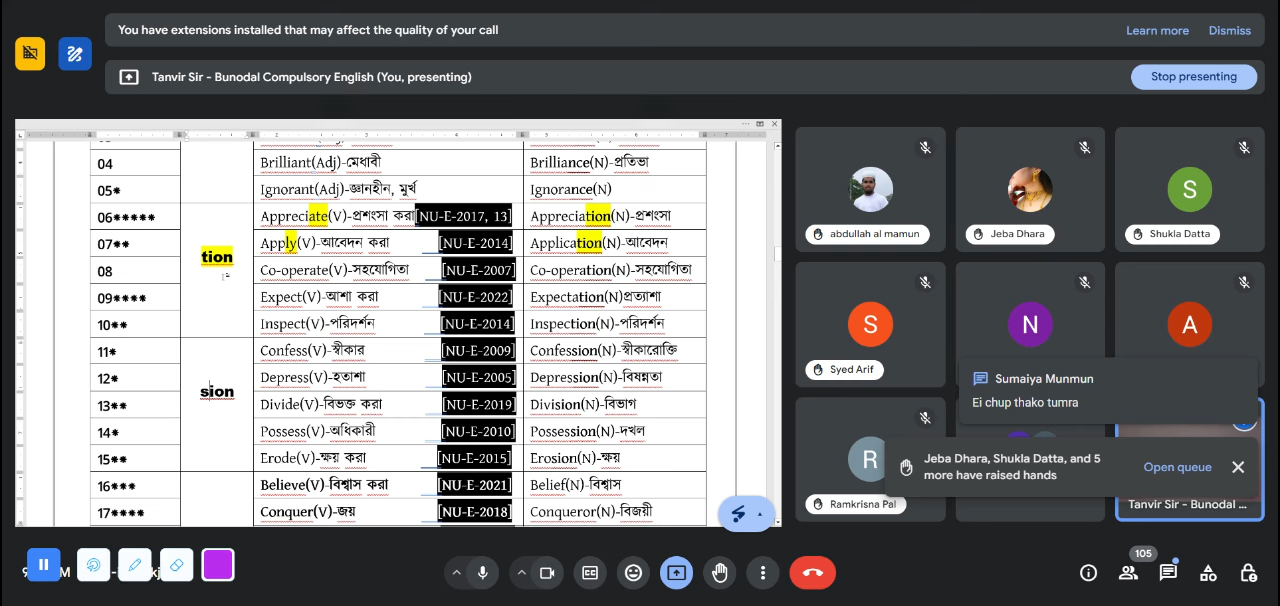 You have extensions installed that may affect the quality of your call
Learn more
Dismiss
Tanvir Sir - Bunodal Compulsory English (You, presenting)
Stop presenting
04 Brilliant(Adj)-মেধাবী Brilliance(N)-প্রতিভা
05* Ignorant(Adj)-জ্ঞানহীন, মুর্খ Ignorance(N)
06***** Appreciate(V)-প্রশংসা করা[NU-E-2017, 13] Appreciation(N)-প্রশংসা
07** Apply(V)-আবেদন করা [NU-E-2014] Application(N)-আবেদন
tion
08 Co-operate(V)-সহযোগিতা [NU-E-2007] Co-operation(N)-সহযোগিতা
09**** Expect(V)-আশা করা [NU-E-2022] Expectation(N)প্রত্যাশা
10** Inspect(V)-পরিদর্শন [NU-E-2014] Inspection(N)-পরিদর্শন
11* Confess(V)-স্বীকার [NU-E-2009] Confession(N)-স্বীকারোক্তি
12* Depress(V)-হতাশা [NU-E-2005] Depression(N)-বিষন্নতা
sion
13** Divide(V)-বিভক্ত করা [NU-E-2019] Division(N)-বিভাগ
14* Possess(V)-অধিকারী [NU-E-2010] Possession(N)-দখল
15** Erode(V)-ক্ষয় করা [NU-E-2015] Erosion(N)-ক্ষয়
16*** Believe(V)-বিশ্বাস করা [NU-E-2021] Belief(N)-বিশ্বাস
17**** Conquer(V)-জয় [NU-E-2018] Conqueror(N)-বিজয়ী
abdullah al mamun
Jeba Dhara
S
Shukla Datta
S
Syed Arif
N
A
Sumaiya Munmun
Ei chup thako tumra
R
Ramkrisna Pal
Jeba Dhara, Shukla Datta, and 5
more have raised hands
Open queue
Tanvir Sir - Bunodal ...
105